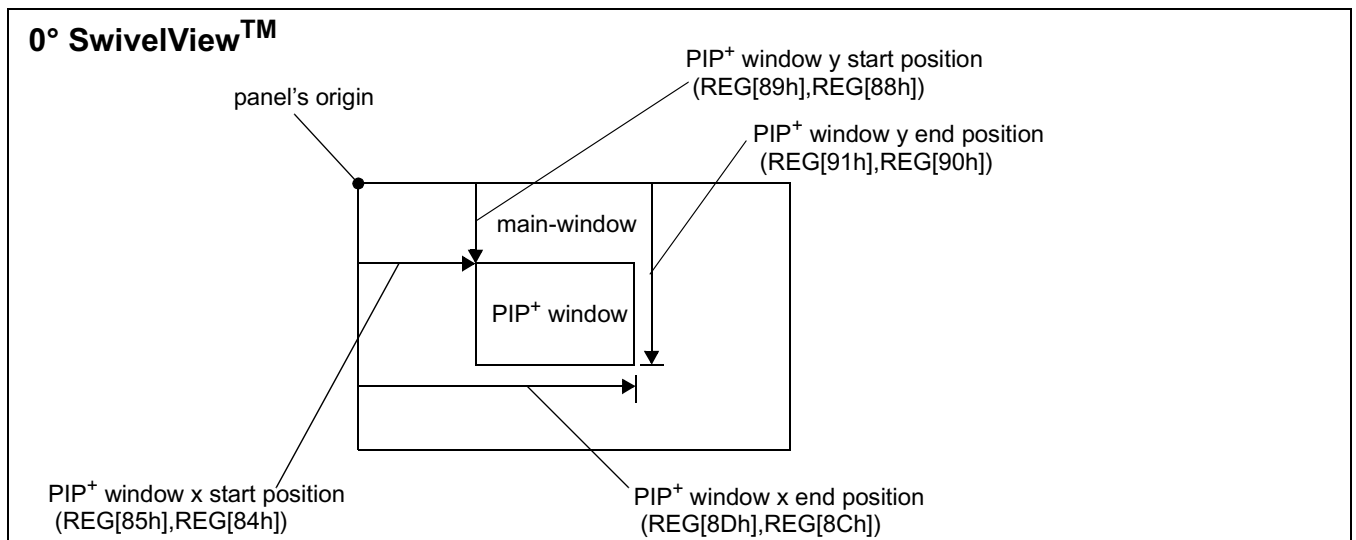 0° SwivelView™
PIP+ window y start position
(REG[89h],REG[88h])
panel's origin
PIP+ window y end position
(REG[91h],REG[90h])
main-window
PIP+ window
PIP+ window x start position
(REG[85h],REG[84h])
PIP+ window x end position
(REG[8Dh],REG[8Ch])